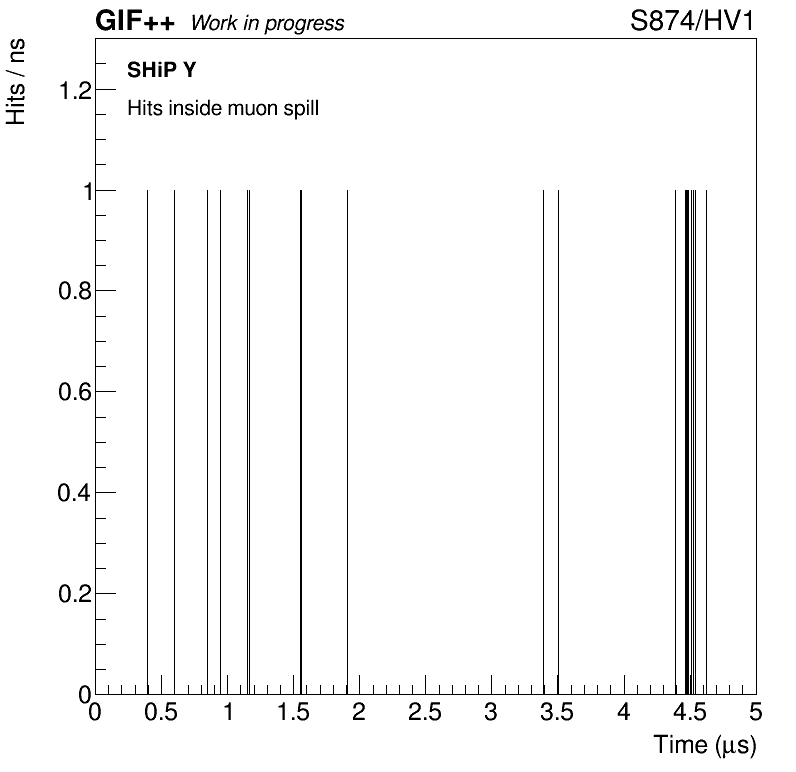 GIF++ Work in progress S874/HV1
Hits / ns
SHiP Y
Hits inside muon spill
1.2
1
0.8
0.6
0.4
0.2
0
0 0.5 1 1.5 2 2.5 3 3.5 4 4.5 5
Time (μs)